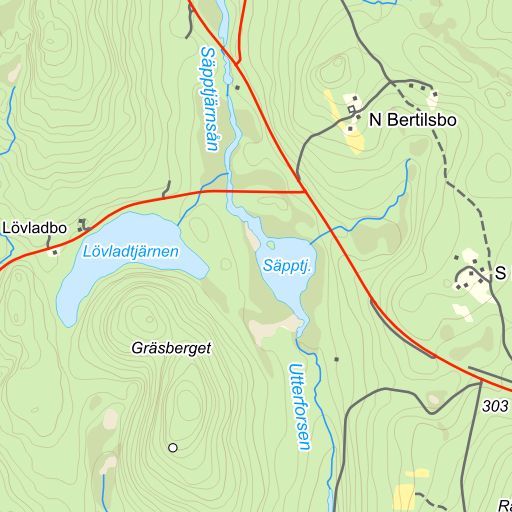 Säpptjärnsån
N Bertilsbo
Lövladbo
Lövladtjärnen
Säpptj.
S
Gräsberget
Utterforsen
303